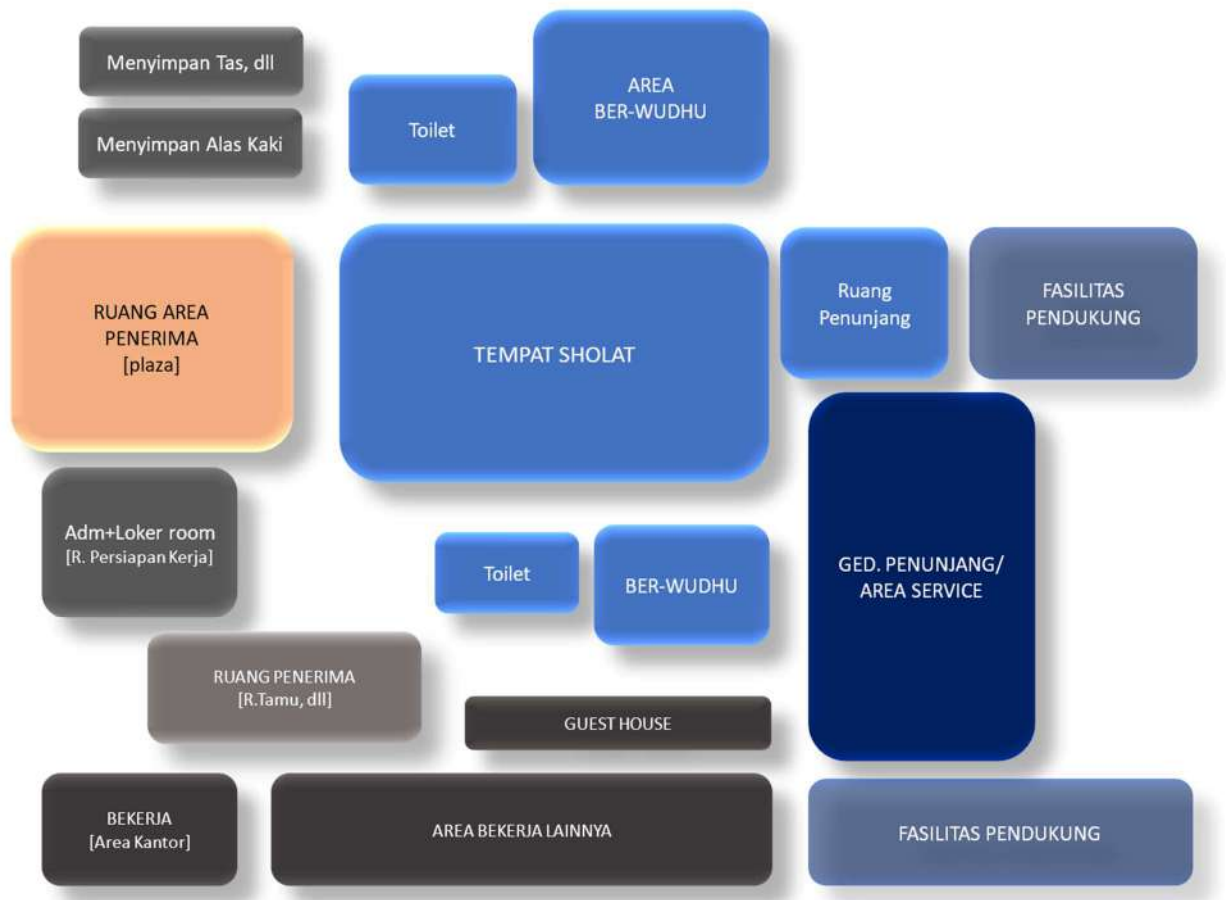 Menyimpan Tas, dll
Menyimpan Alas Kaki
Toilet
AREA
BER-WUDHU
RUANG AREA
PENERIMA
[plaza]
TEMPAT SHOLAT
Ruang
Penunjang
FASILITAS
PENDUKUNG
Adm+Loker room
[R. Persiapan Kerja]
Toilet
BER-WUDHU
GED. PENUNJANG/
AREA SERVICE
RUANG PENERIMA
[R.Tamu, dll]
GUEST HOUSE
BEKERJA
[Area Kantor]
AREA BEKERJA LAINNYA
FASILITAS PENDUKUNG